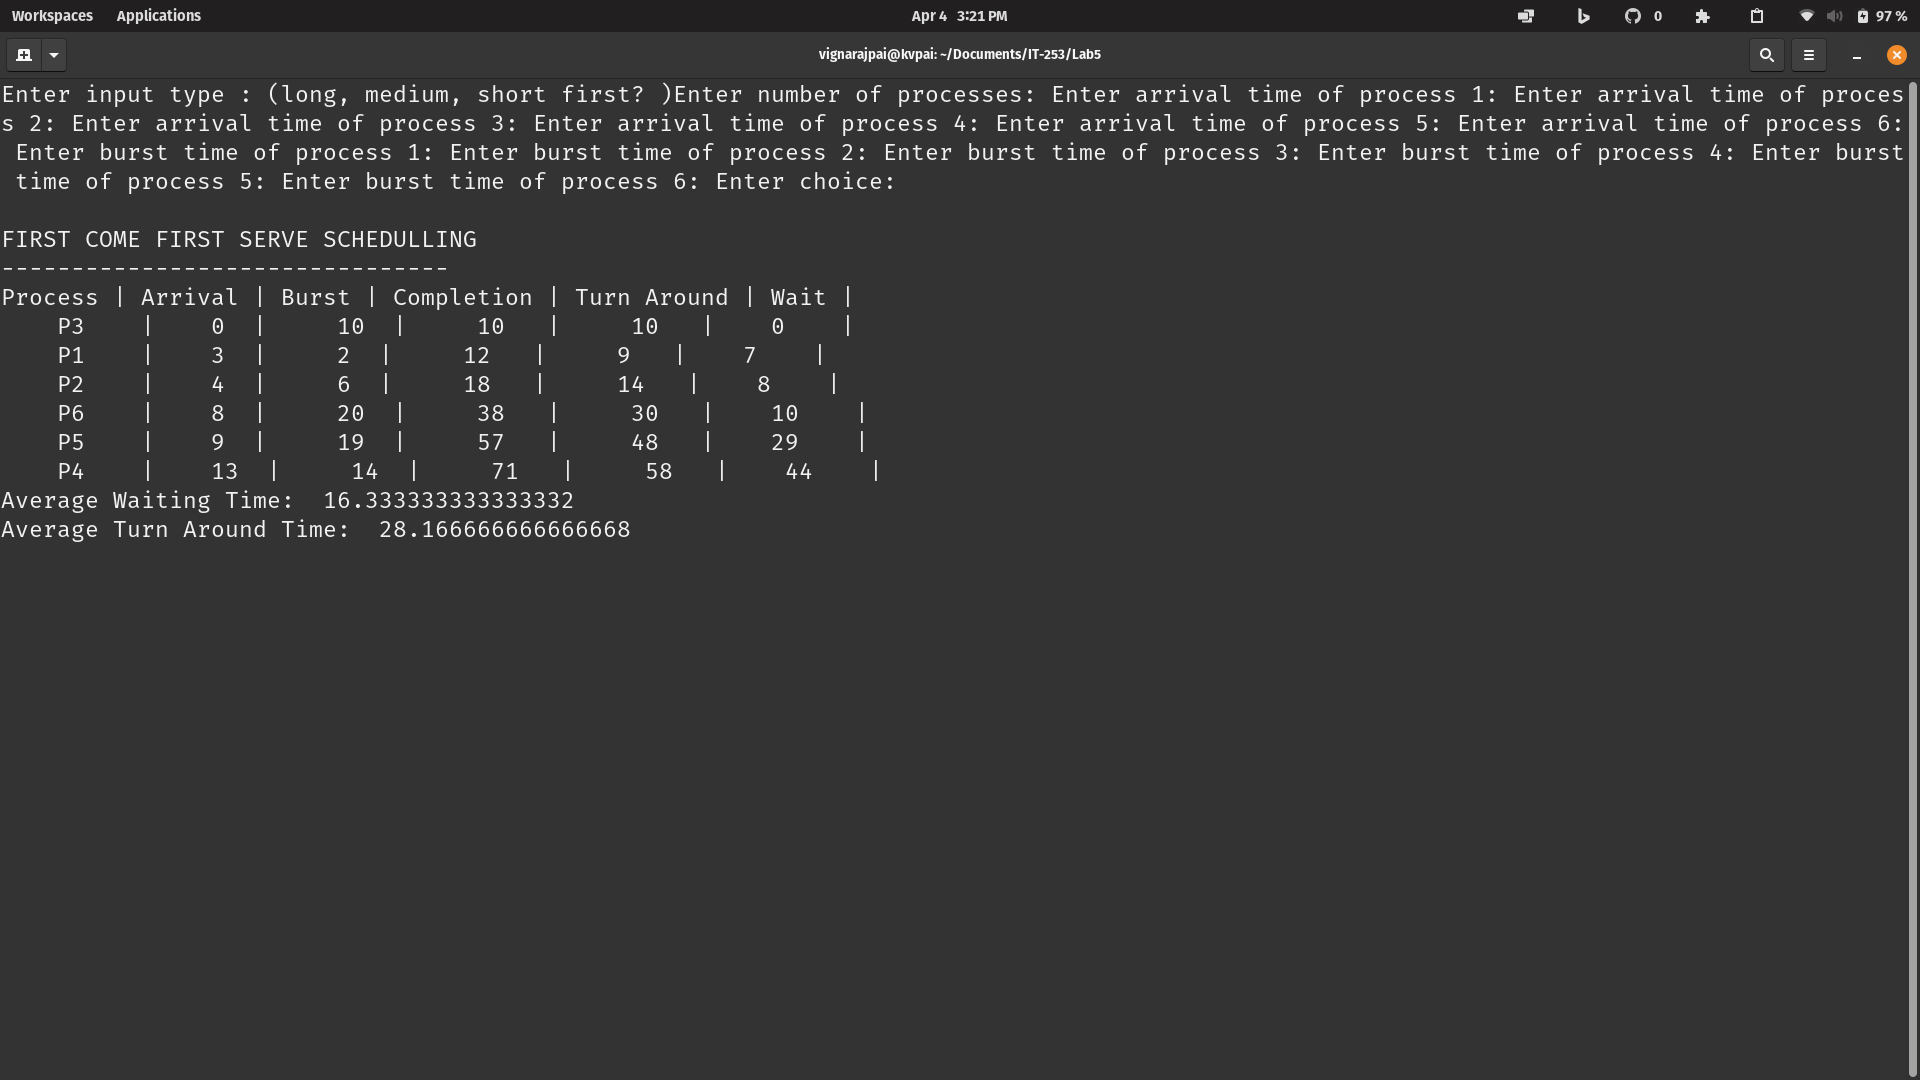 Workspaces Applications Apr 4 3:21 PM 0 97 %
vignarajpai@kvpai: ~/Documents/IT-253/Lab5
Enter input type : (long, medium, short first? )Enter number of processes: Enter arrival time of process 1: Enter arrival time of proces
s 2: Enter arrival time of process 3: Enter arrival time of process 4: Enter arrival time of process 5: Enter arrival time of process 6:
 Enter burst time of process 1: Enter burst time of process 2: Enter burst time of process 3: Enter burst time of process 4: Enter burst
 time of process 5: Enter burst time of process 6: Enter choice:
FIRST COME FIRST SERVE SCHEDULLING
--------------------------------
Process | Arrival | Burst | Completion | Turn Around | Wait |
P3 | 0 | 10 | 10 | 10 | 0 |
P1 | 3 | 2 | 12 | 9 | 7 |
P2 | 4 | 6 | 18 | 14 | 8 |
P6 | 8 | 20 | 38 | 30 | 10 |
P5 | 9 | 19 | 57 | 48 | 29 |
P4 | 13 | 14 | 71 | 58 | 44 |
Average Waiting Time:  16.333333333333332
Average Turn Around Time:  28.166666666666668